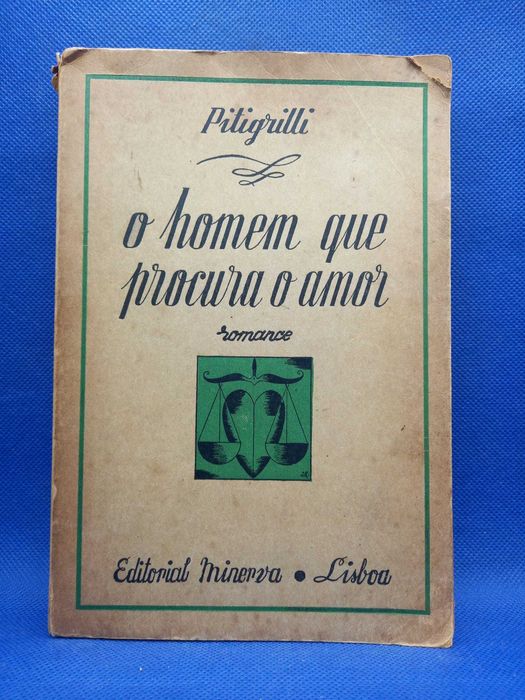 Pitigrilli
o homem que
procura o amor
romance
Editorial Minerva • Lisboa